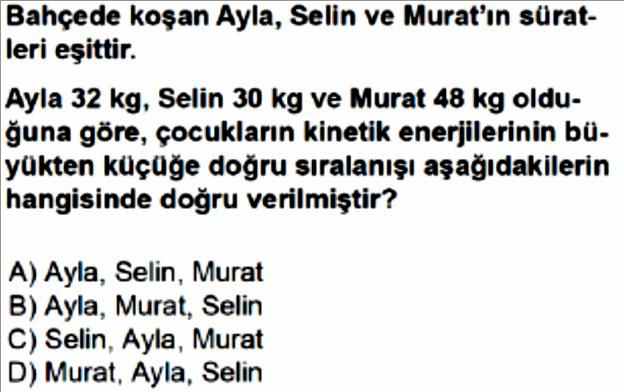 Bahçede koşan Ayla, Selin ve Murat'ın sürat-
leri eşittir.
Ayla 32 kg, Selin 30 kg ve Murat 48 kg oldu-
ğuna göre, çocukların kinetik enerjilerinin bü-
yükten küçüğe doğru sıralanışı aşağıdakilerin
hangisinde doğru verilmiştir?
A) Ayla, Selin, Murat
B) Ayla, Murat, Selin
C) Selin, Ayla, Murat
D) Murat, Ayla, Selin